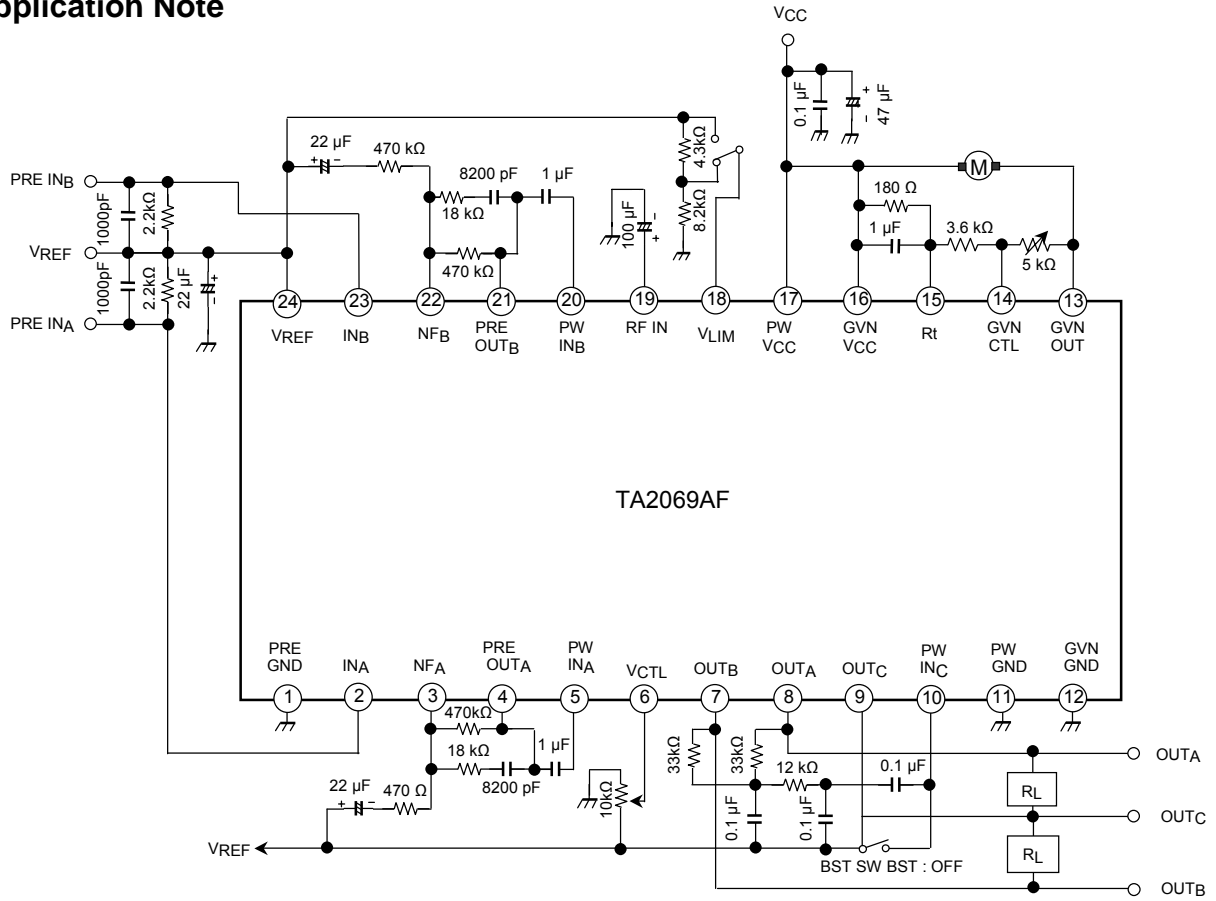 pplication Note
VCC
0.1 µF
+
–
47 µF
22 µF
+
–
470 kΩ
4.3kΩ
8200 pF
1 µF
18 kΩ
470 kΩ
100 µF
–
+
8.2kΩ
M
180 Ω
1 µF
3.6 kΩ
5 kΩ
PRE INB
1000pF
2.2kΩ
VREF
1000pF
2.2kΩ
22 µF
–
+
PRE INA
24
23
22
21
20
19
18
17
16
15
14
13
VREF
INB
NFB
PRE OUTB
PW INB
RF IN
VLIM
PW VCC
GVN VCC
Rt
GVN CTL
GVN OUT
TA2069AF
PRE GND
INA
NFA
PRE OUTA
PW INA
VCTL
OUTB
OUTA
OUTC
PW INC
PW GND
GVN GND
1
2
3
4
5
6
7
8
9
10
11
12
470kΩ
18 kΩ
1 µF
8200 pF
22 µF
+
–
470 Ω
10kΩ
33kΩ
33kΩ
12 kΩ
0.1 µF
0.1 µF
0.1 µF
VREF
BST SW BST : OFF
OUTA
RL
OUTC
RL
OUTB